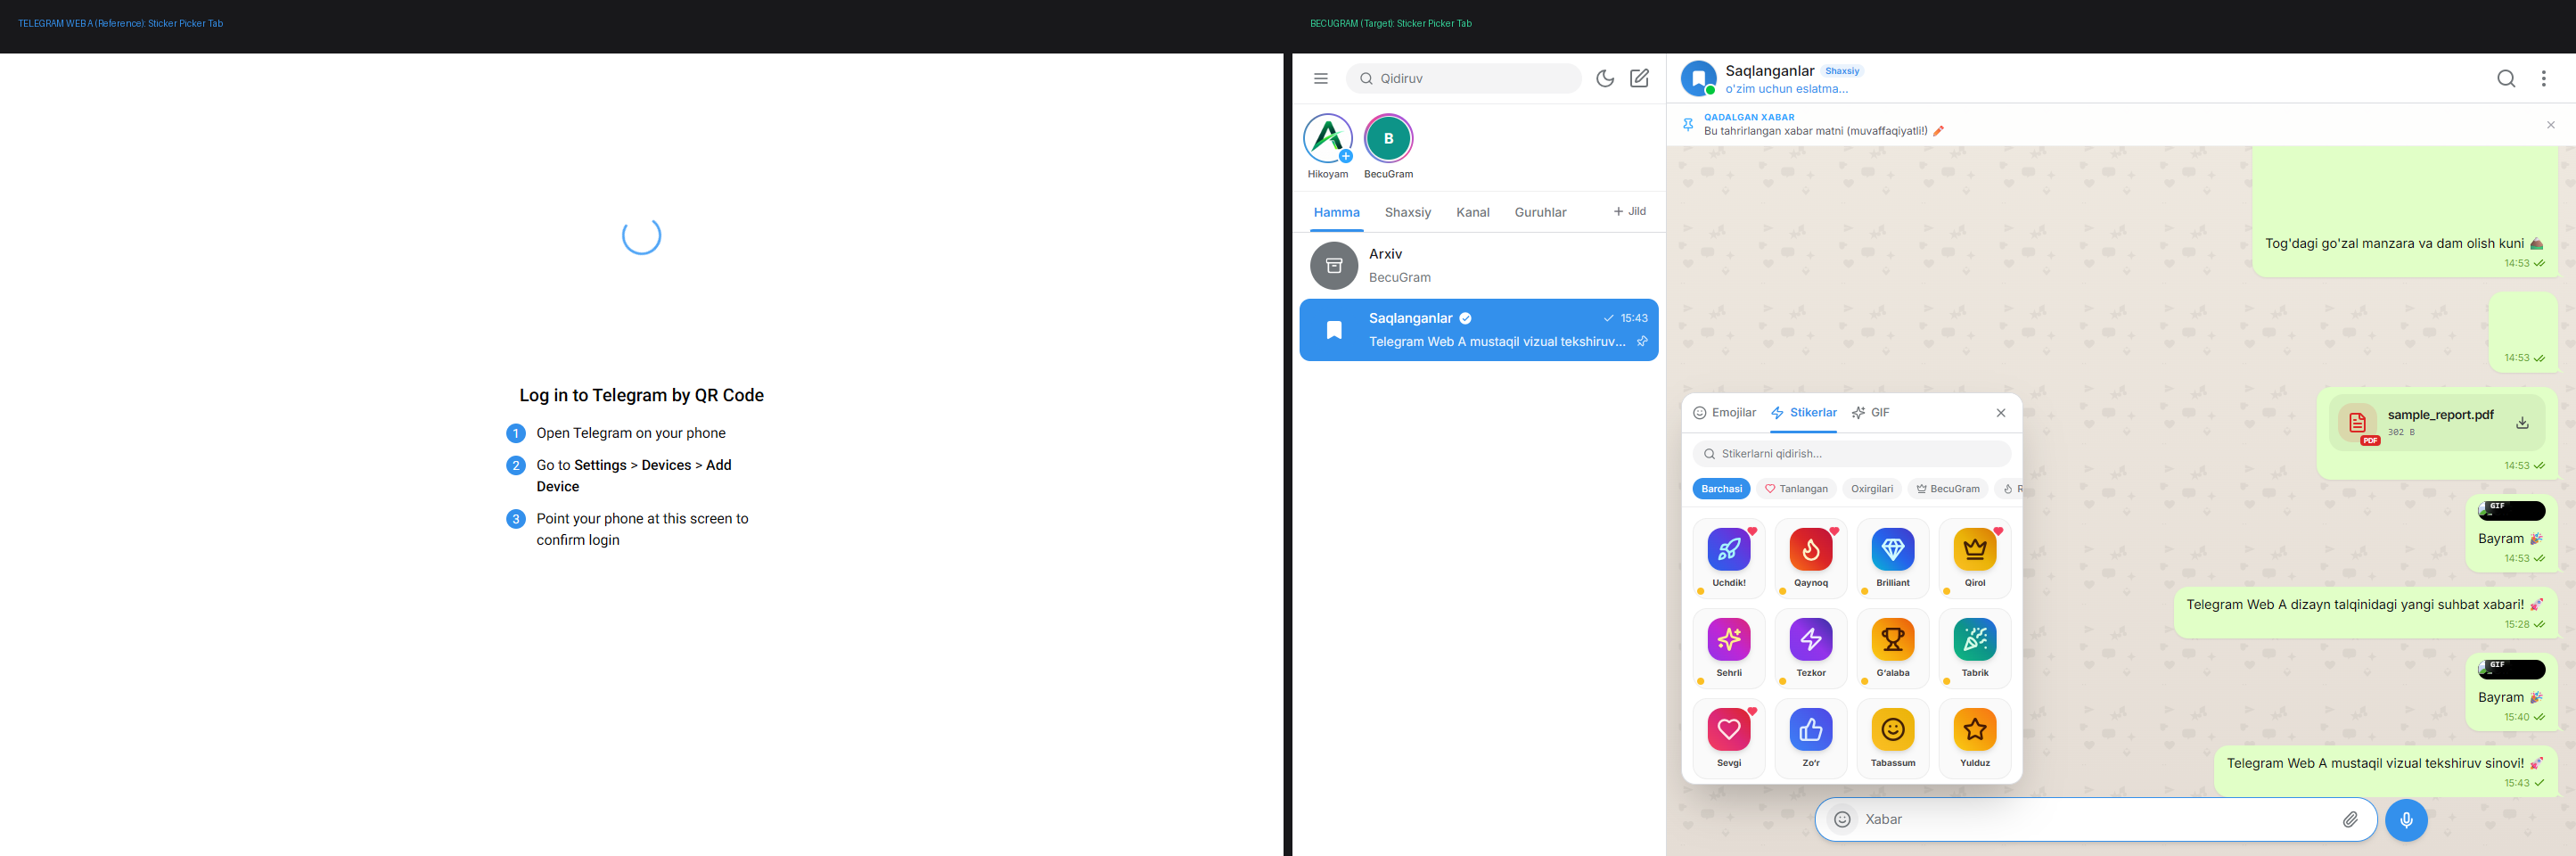 TELEGRAM WEB A (Reference): Sticker Picker Tab
BECUGRAM (Target): Sticker Picker Tab
Log in to Telegram by QR Code
1 Open Telegram on your phone
2 Go to Settings > Devices > Add
Device
3 Point your phone at this screen to
confirm login
Qidiruv
Hikoyam
B
BecuGram
Hamma
Shaxsiy
Kanal
Guruhlar
+ Jild
Arxiv
BecuGram
Saqlanganlar
15:43
Telegram Web A mustaqil vizual tekshiruv...
Saqlanganlar
Shaxsiy
o'zim uchun eslatma...
QADALGAN XABAR
Bu tahrirlangan xabar matni (muvaffaqiyatli!)
Tog'dagi go'zal manzara va dam olish kuni
14:53
14:53
sample_report.pdf
302 B
PDF
14:53
GIF
Bayram
14:53
Telegram Web A dizayn talqinidagi yangi suhbat xabari!
15:28
GIF
Bayram
15:40
Telegram Web A mustaqil vizual tekshiruv sinovi!
15:43
Emojilar
Stikerlar
GIF
Stikerlarni qidirish...
Barchasi
Tanlangan
Oxirgilari
BecuGram
Uchdik!
Qaynoq
Brilliant
Qirol
Sehrli
Tezkor
G'alaba
Tabrik
Sevgi
Zo'r
Tabassum
Yulduz
Xabar